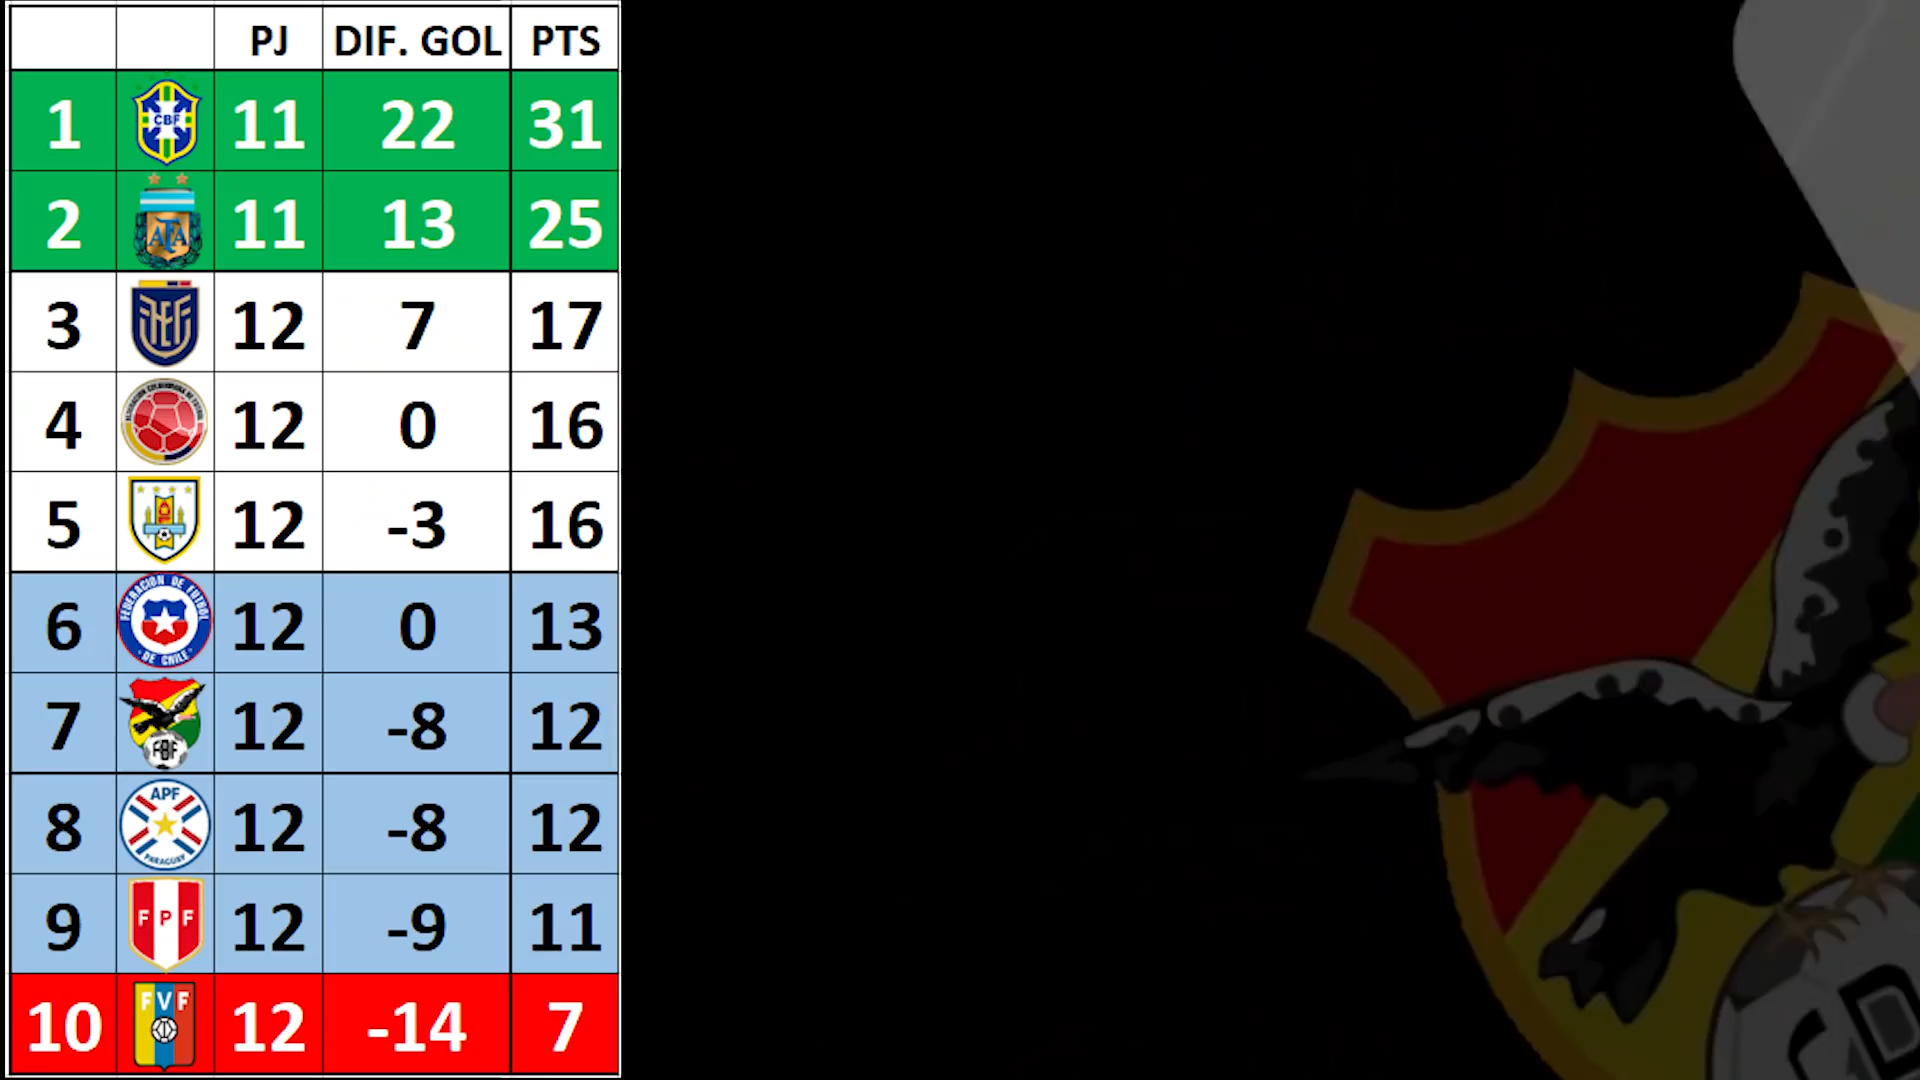 PJ DIF. GOL PTS
1 CBF 11 22 31
2 AFA 11 13 25
3 FEF 12 7 17
4 12 0 16
5 12 -3 16
6 FEDERACION DE FUTBOL DE CHILE 12 0 13
7 FBF 12 -8 12
8 APF PARAGUAY 12 -8 12
9 FPF 12 -9 11
10 FVF 12 -14 7